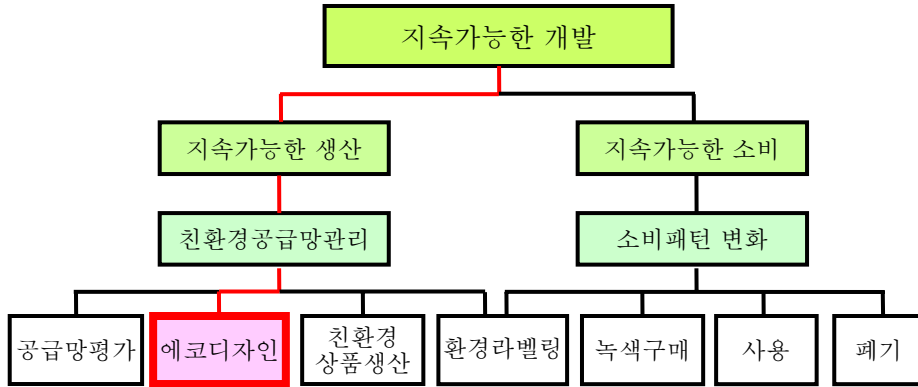 지속가능한 개발
지속가능한 생산
지속가능한 소비
친환경공급망관리
소비패턴 변화
공급망평가
에코디자인
친환경
상품생산
환경라벨링
녹색구매
사용
폐기